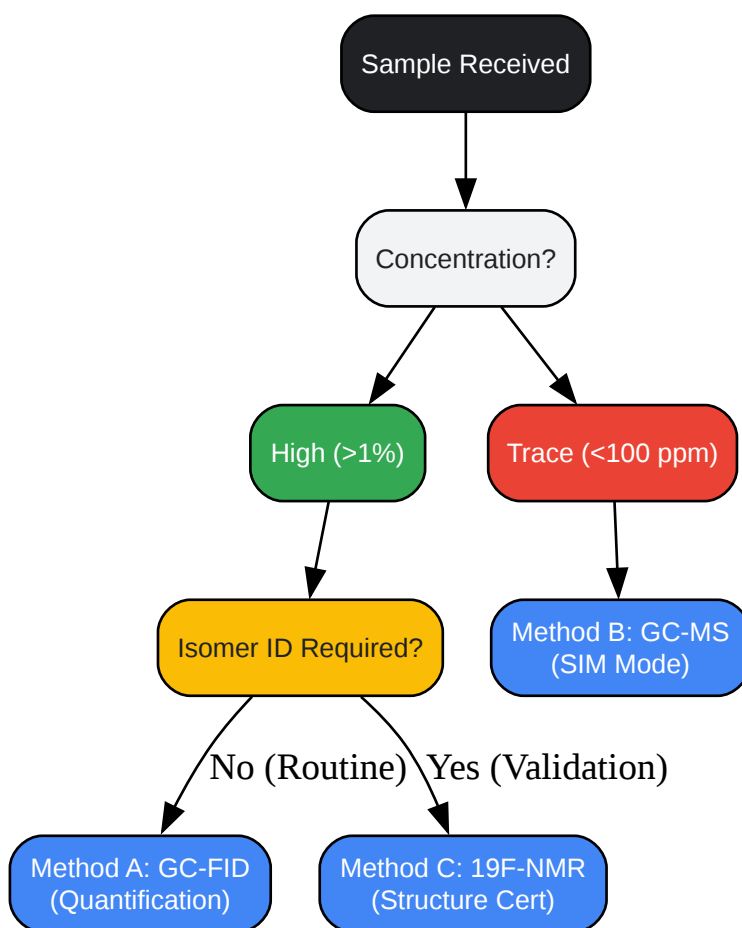 Sample Received
Concentration?
High (>1%)
Trace (<100 ppm)
Isomer ID Required?
Method B: GC-MS
(SIM Mode)
No (Routine)
Yes (Validation)
Method A: GC-FID
(Quantification)
Method C: 19F-NMR
(Structure Cert)